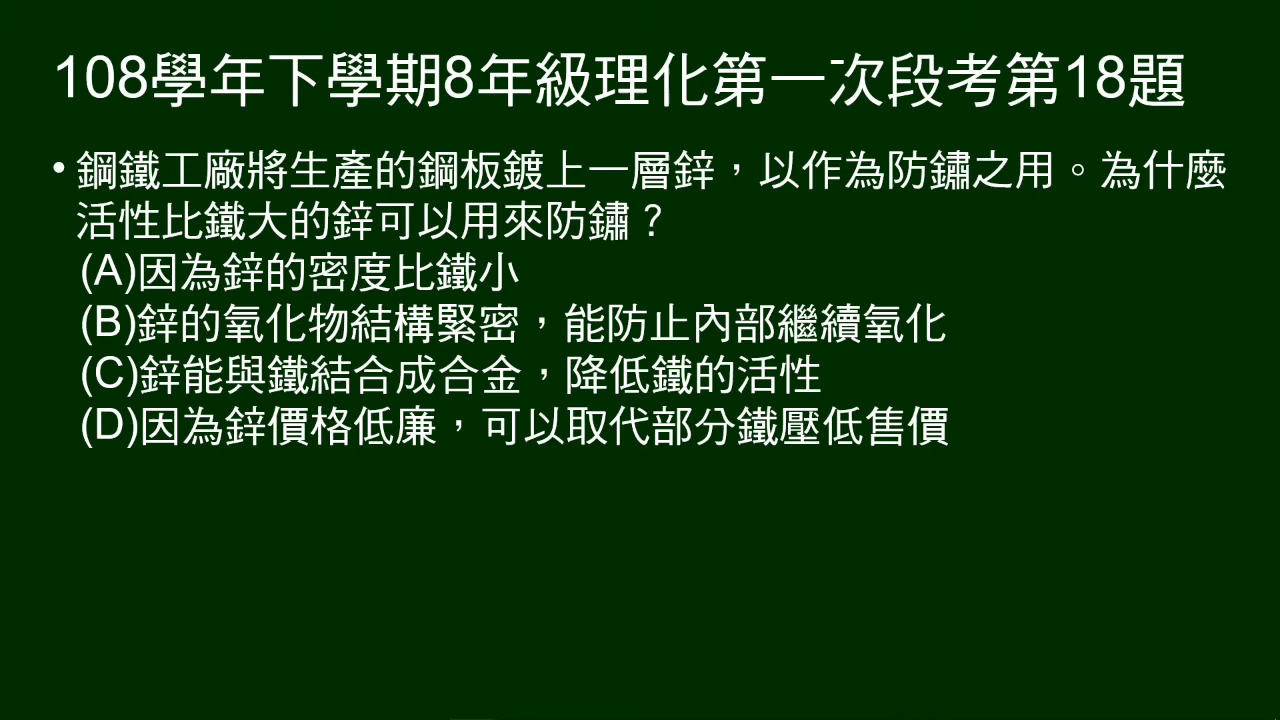 108學年下學期8年級理化第一次段考第18題
•鋼鐵工廠將生產的鋼板鍍上一層鋅，以作為防鏽之用。為什麼
活性比鐵大的鋅可以用來防鏽？
(A)因為鋅的密度比鐵小
(B)鋅的氧化物結構緊密，能防止內部繼續氧化
(C)鋅能與鐵結合成合金，降低鐵的活性
(D)因為鋅價格低廉，可以取代部分鐵壓低售價